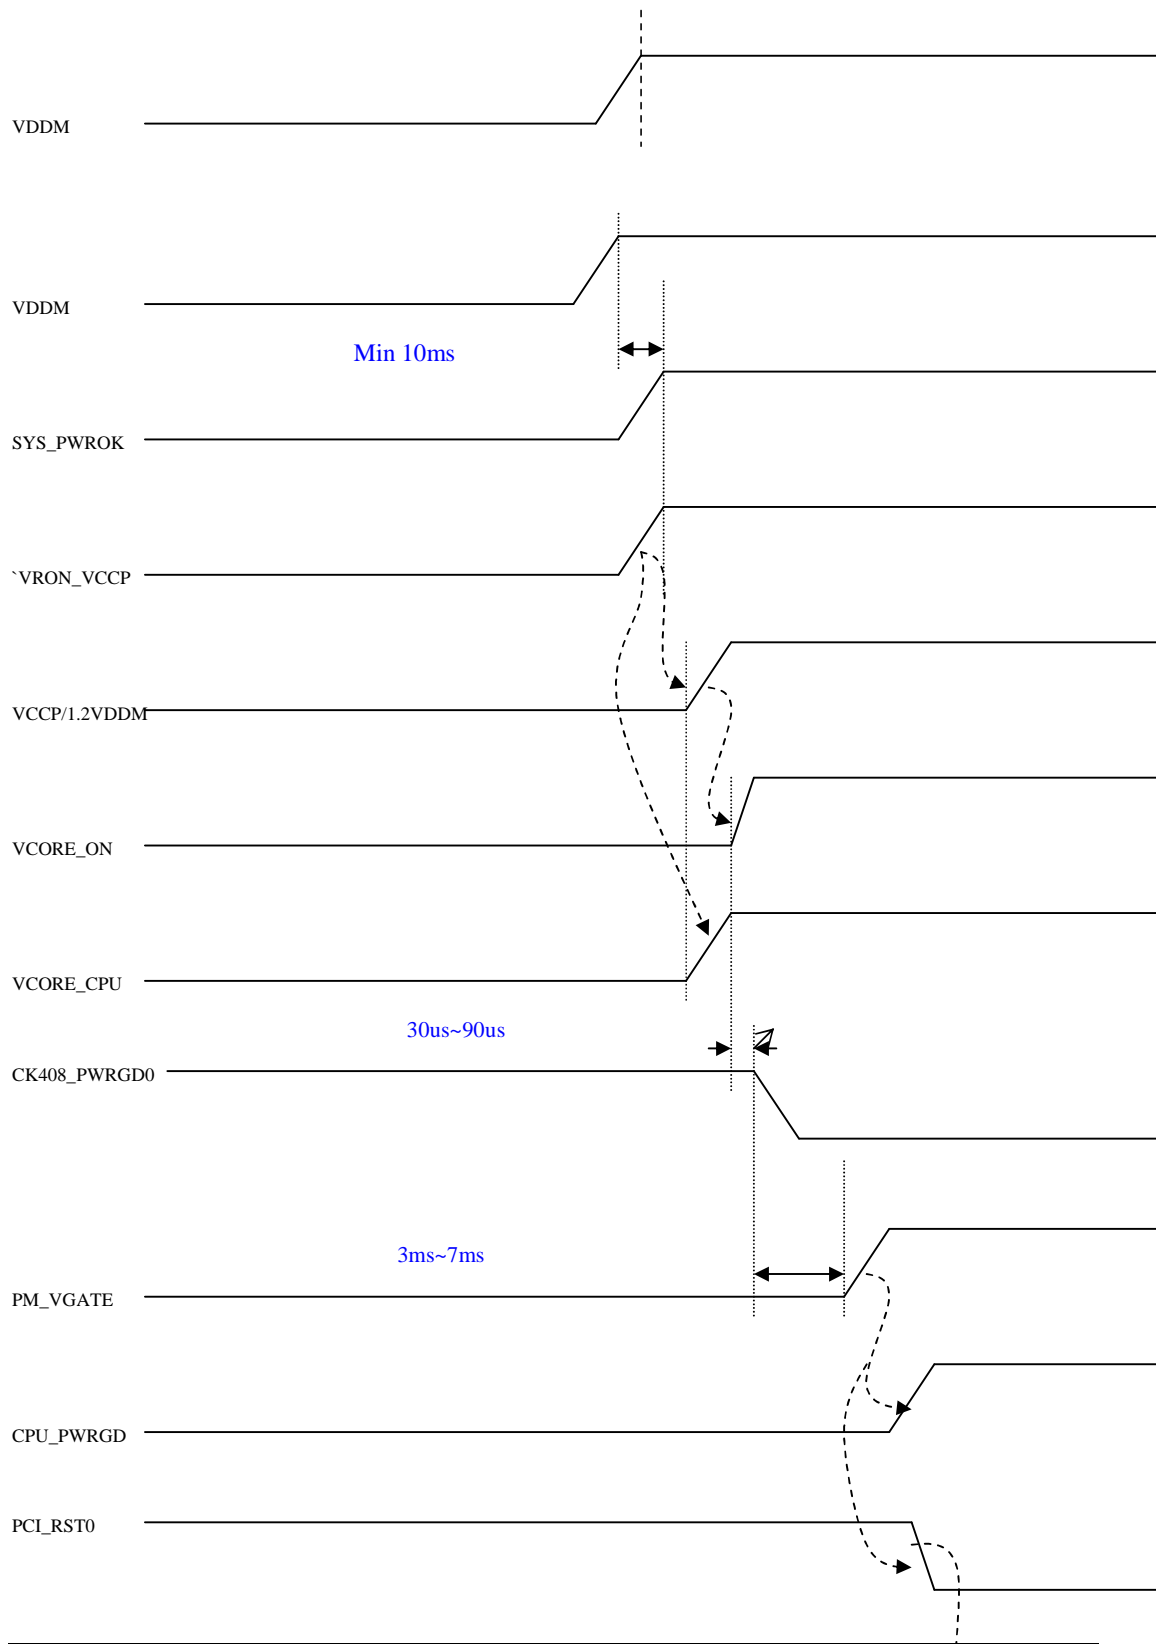 VDDM
VDDM
Min 10ms
SYS_PWROK
`VRON_VCCP
VCCP/1.2VDDM
VCORE_ON
VCORE_CPU
30us~90us
CK408_PWRGD0
3ms~7ms
PM_VGATE
CPU_PWRGD
PCI_RST0